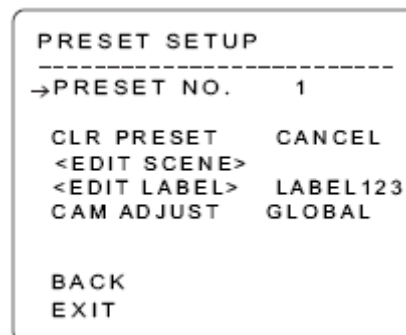 PRESET SETUP
---------------------------
→PRESET NO. 1
CLR PRESET CANCEL
<EDIT SCENE>
<EDIT LABEL> LABEL123
CAM ADJUST GLOBAL
BACK
EXIT